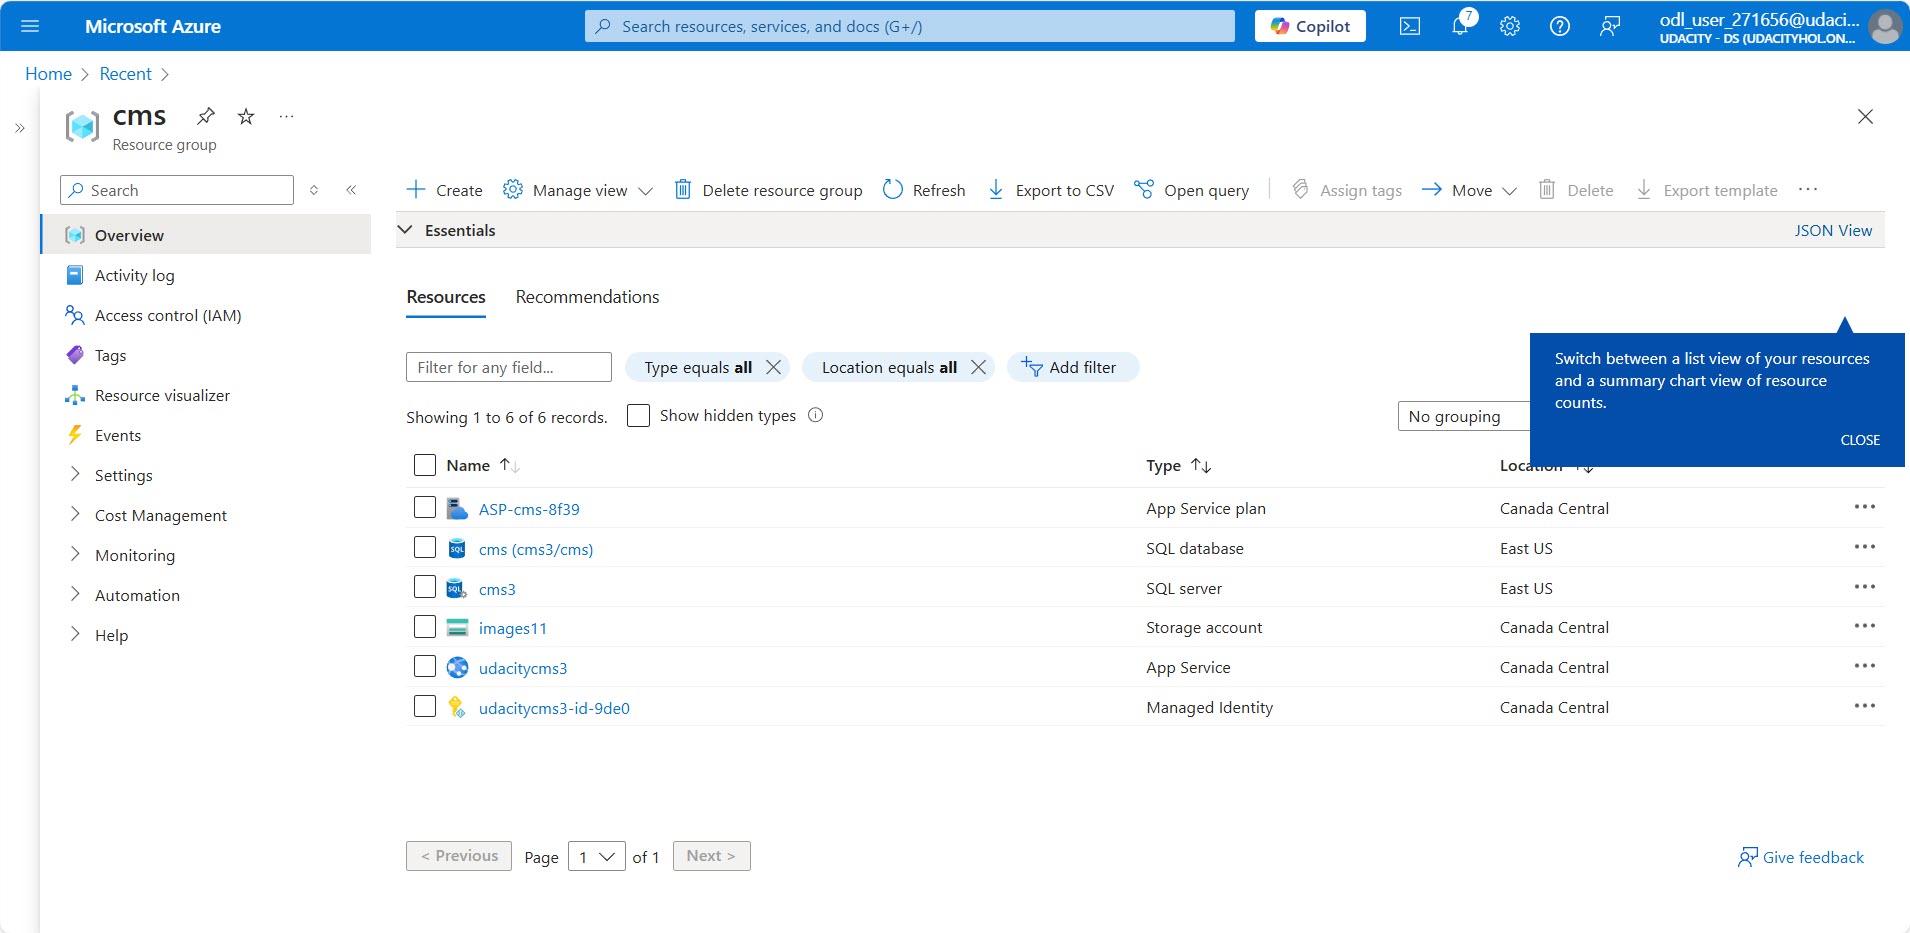 Microsoft Azure
Search resources, services, and docs (G+/)
Copilot
7
odl_user_271656@udaci...
UDACITY - DS (UDACITYHOL.ON...
Home > Recent >
cms
Resource group
Search
Create
Manage view
Delete resource group
Refresh
Export to CSV
Open query
Assign tags
Move
Delete
Export template
Overview
Activity log
Access control (IAM)
Tags
Resource visualizer
Events
Settings
Cost Management
Monitoring
Automation
Help
Essentials
JSON View
Resources
Recommendations
Filter for any field...
Type equals all
Location equals all
Add filter
Switch between a list view of your resources
and a summary chart view of resource
counts.
CLOSE
Showing 1 to 6 of 6 records.
Show hidden types
No grouping
Name Type Location
ASP-cms-8f39 App Service plan Canada Central
cms (cms3/cms) SQL database East US
cms3 SQL server East US
images11 Storage account Canada Central
udacitycms3 App Service Canada Central
udacitycms3-id-9de0 Managed Identity Canada Central
< Previous Page 1 of 1 Next >
Give feedback